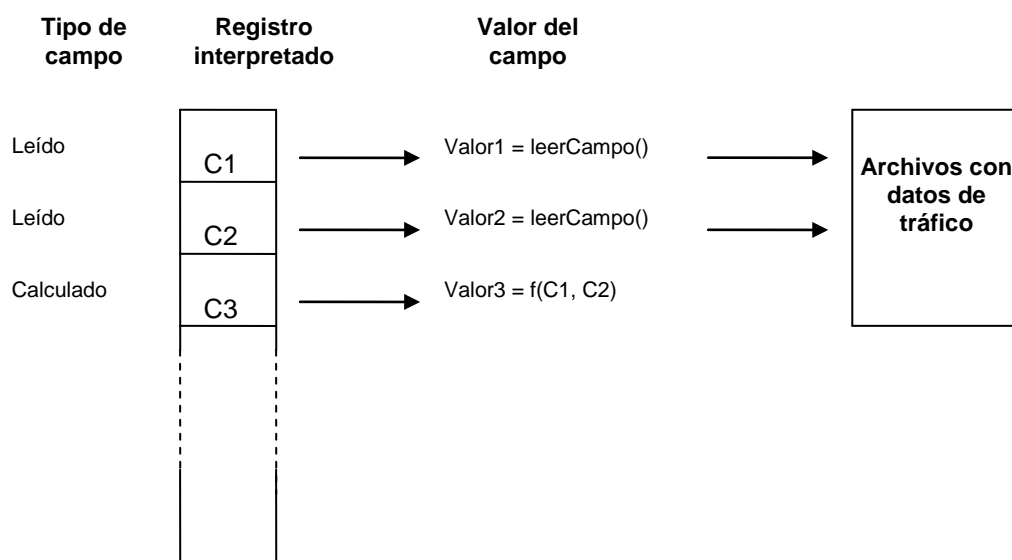 Tipo de
campo
Registro
interpretado
Valor del
campo
Leído
C1
Valor1 = leerCampo()
Archivos con
datos de
tráfico
Leído
C2
Valor2 = leerCampo()
Calculado
C3
Valor3 = f(C1, C2)